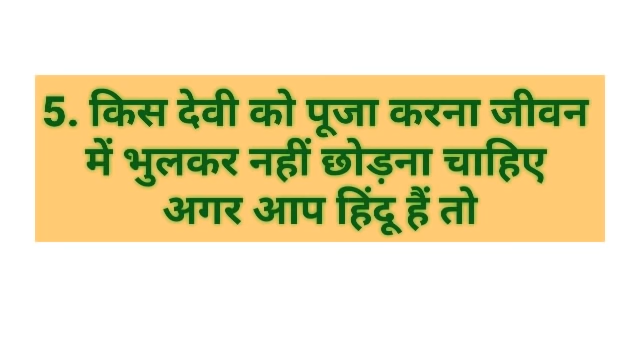 5. किस देवी को पूजा करना जीवन
में भुलकर नहीं छोड़ना चाहिए
अगर आप हिंदू हैं तो